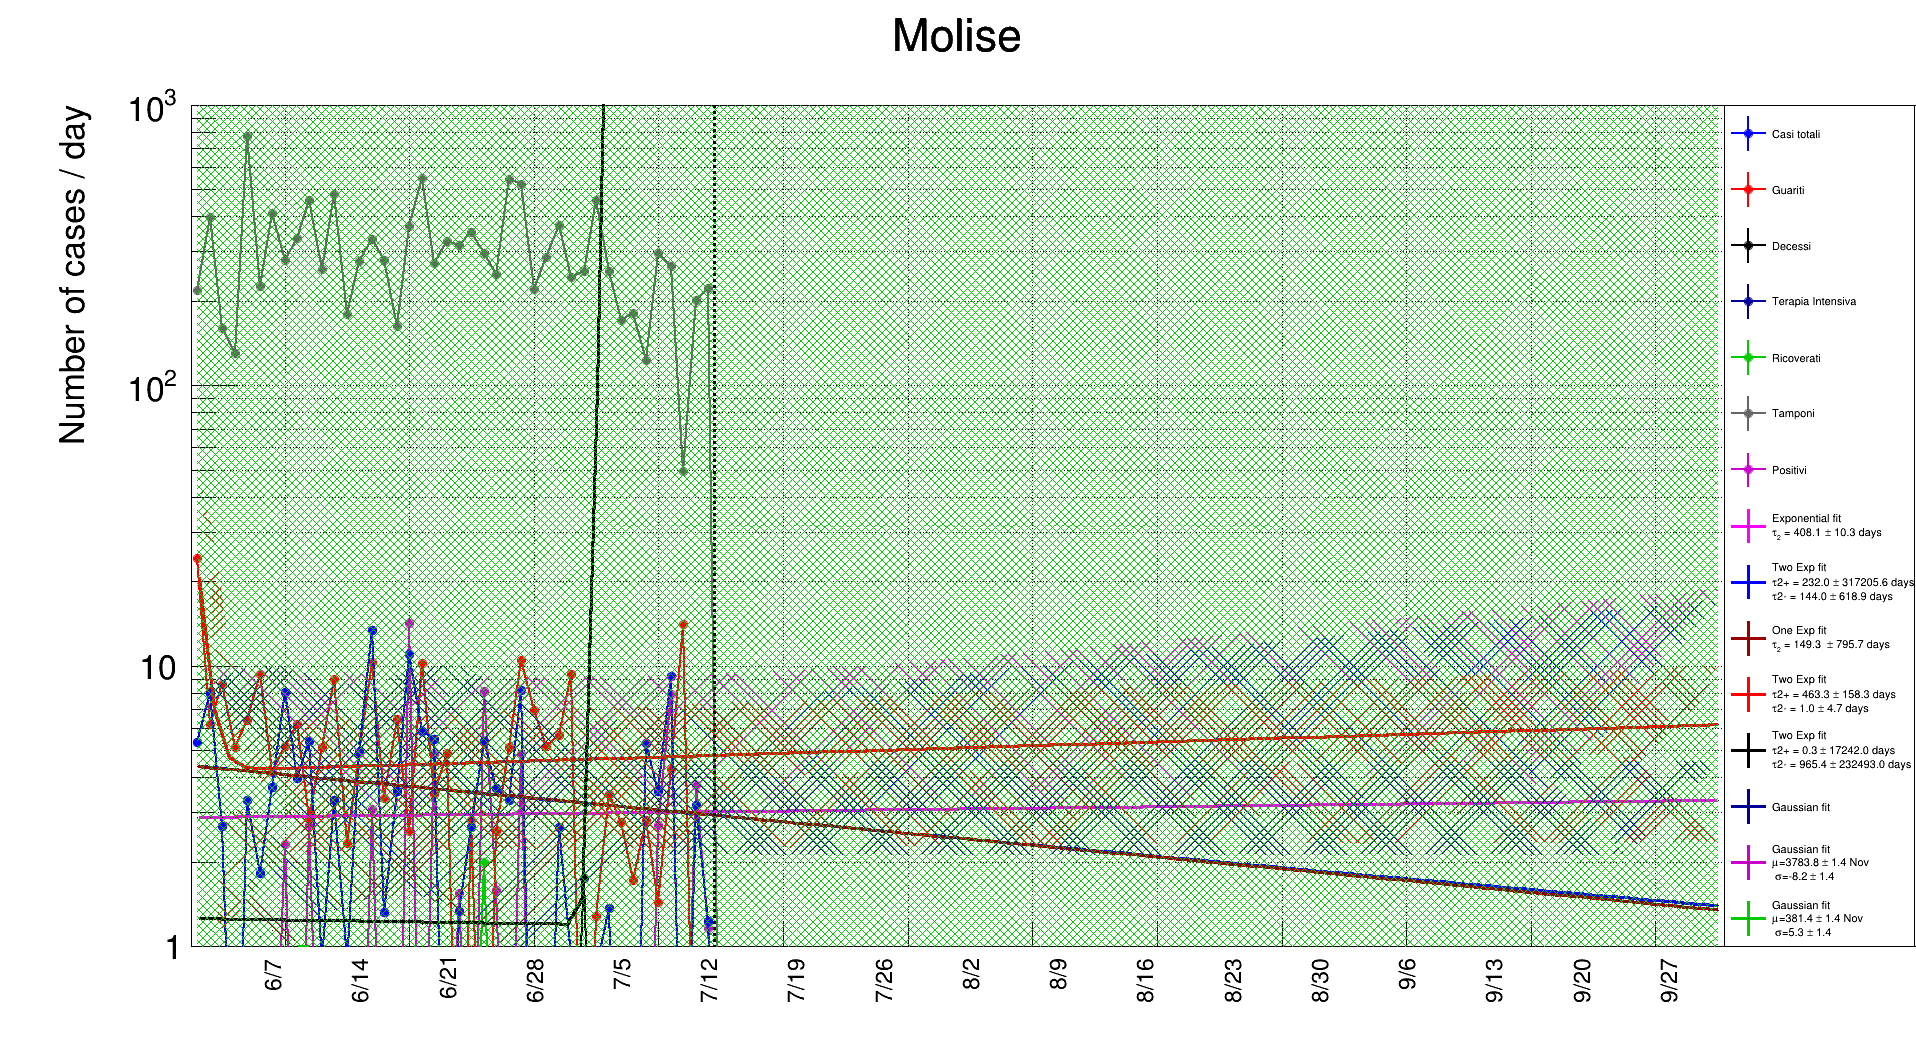 Molise
Number of cases / day
10³
10²
10
1
6/7
6/14
6/21
6/28
7/5
7/12
7/19
7/26
8/2
8/9
8/16
8/23
8/30
9/6
9/13
9/20
9/27
Casi totali
Guariti
Decessi
Terapia Intensiva
Ricoverati
Tamponi
Positivi
Exponential fit
τ₂ = 408.1 ± 10.3 days
Two Exp fit
τ2+ = 232.0 ± 317205.6 days
τ2- = 144.0 ± 618.9 days
One Exp fit
τ₂ = 149.3 ± 795.7 days
Two Exp fit
τ2+ = 463.3 ± 158.3 days
τ2- = 1.0 ± 4.7 days
Two Exp fit
τ2+ = 0.3 ± 17242.0 days
τ2- = 965.4 ± 232493.0 days
Gaussian fit
Gaussian fit
μ=3783.8 ± 1.4 Nov
σ=-8.2 ± 1.4
Gaussian fit
μ=381.4 ± 1.4 Nov
σ=5.3 ± 1.4